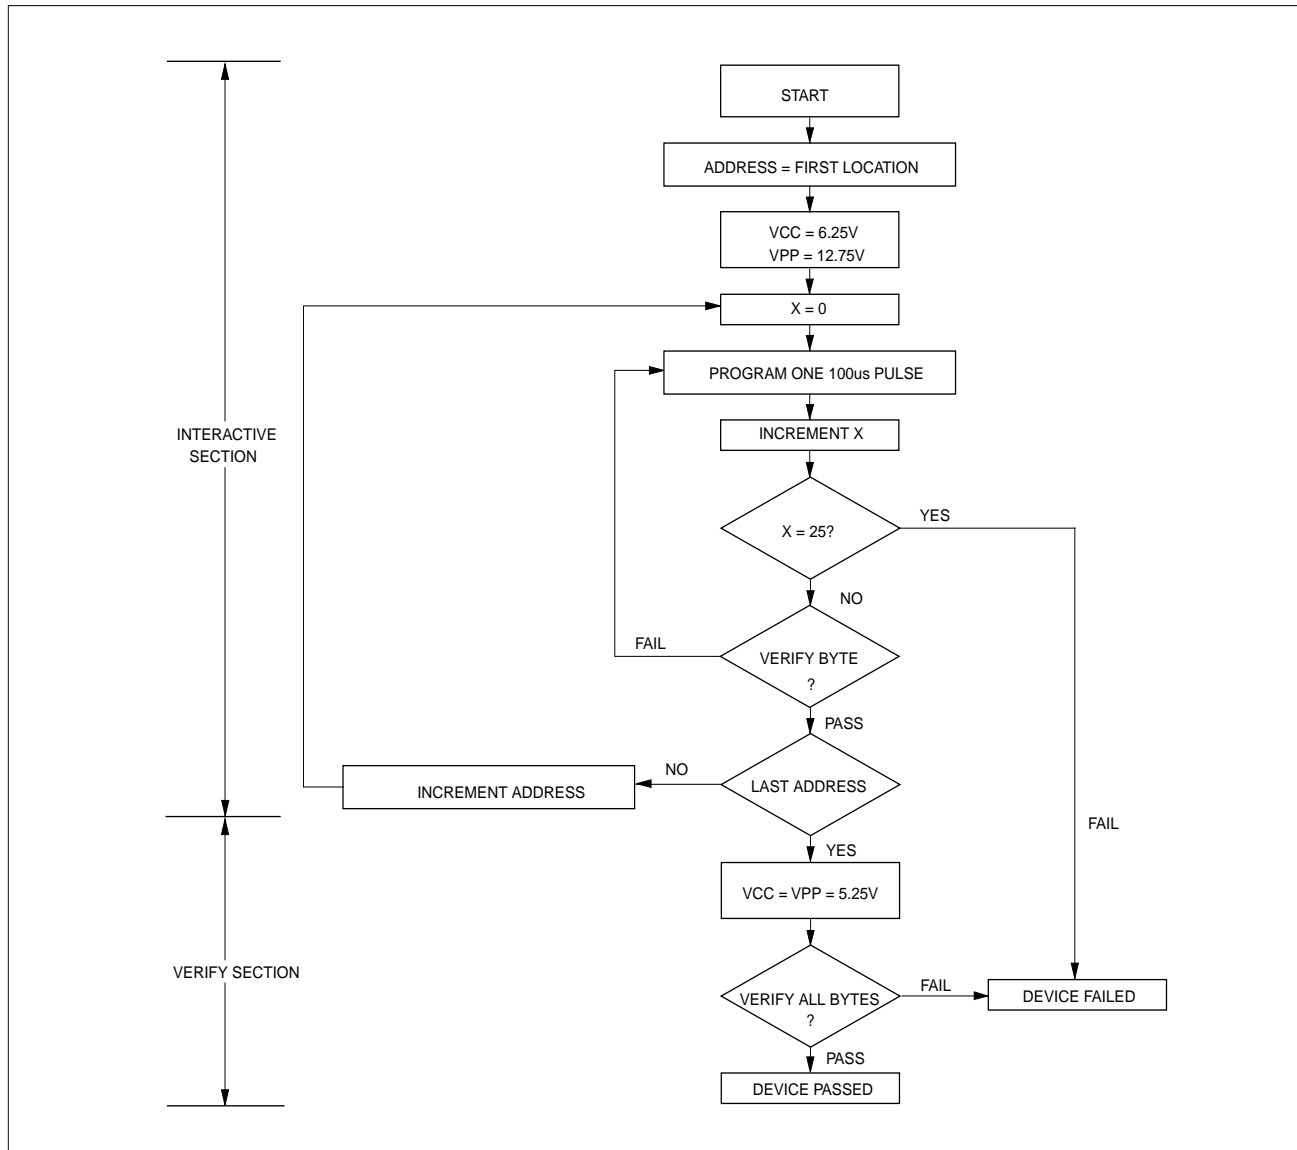 START
ADDRESS = FIRST LOCATION
VCC = 6.25V
VPP = 12.75V
X = 0
PROGRAM ONE 100us PULSE
INCREMENT X
INTERACTIVE
SECTION
X = 25?
YES
NO
FAIL
VERIFY BYTE
?
PASS
NO
LAST ADDRESS
INCREMENT ADDRESS
FAIL
YES
VCC = VPP = 5.25V
VERIFY SECTION
VERIFY ALL BYTES
?
FAIL
DEVICE FAILED
PASS
DEVICE PASSED